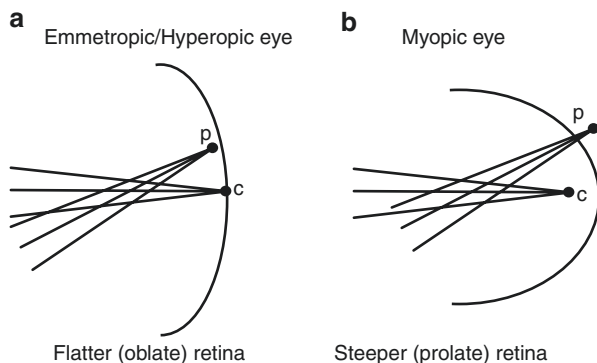 a
Emmetropic/Hyperopic eye
p
c
Flatter (oblate) retina
b
Myopic eye
p
c
Steeper (prolate) retina